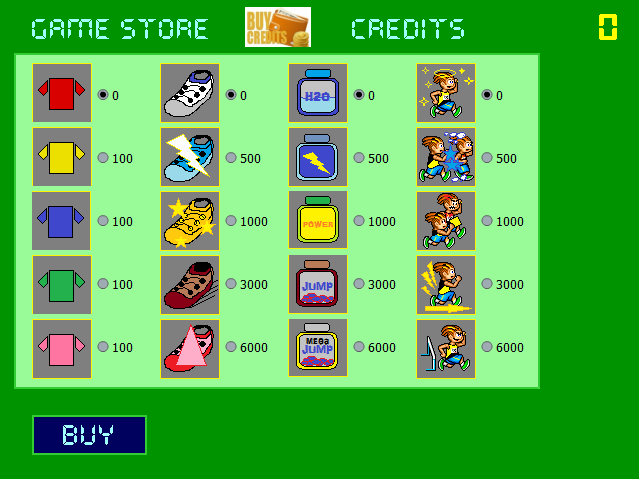 GAME STORE BUY CREDITS CREDITS 0
0 0 H2O 0 0
100 500 500 500
100 1000 POWER 1000 1000
100 3000 JUMP 3000 3000
100 6000 MEGa JUMP 6000 6000
BUY